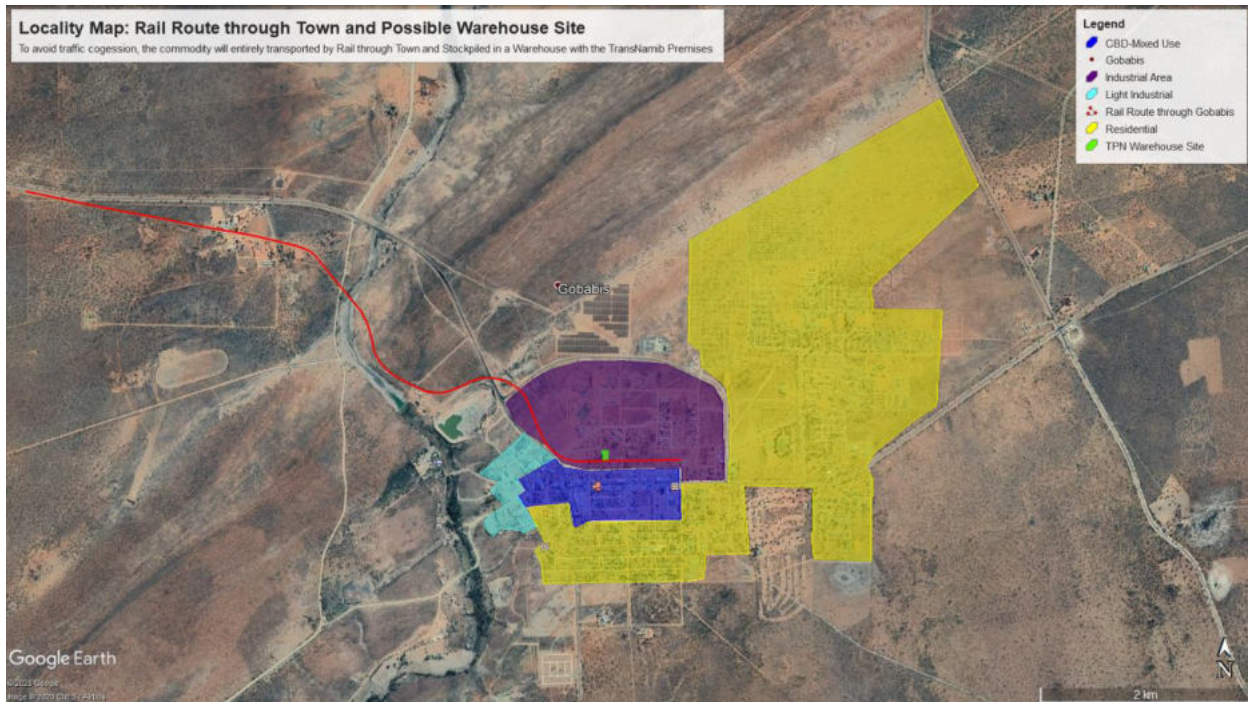 Locality Map: Rail Route through Town and Possible Warehouse Site
To avoid traffic cogession, the commodity will entirely transported by Rail through Town and Stockpiled in a Warehouse with the TransNamib Premises
Legend
CBD-Mixed Use
Gobabis
Industrial Area
Light Industrial
Rail Route through Gobabis
Residential
TPN Warehouse Site
Gobabis
Google Earth
Google
Image ©
N
2 km